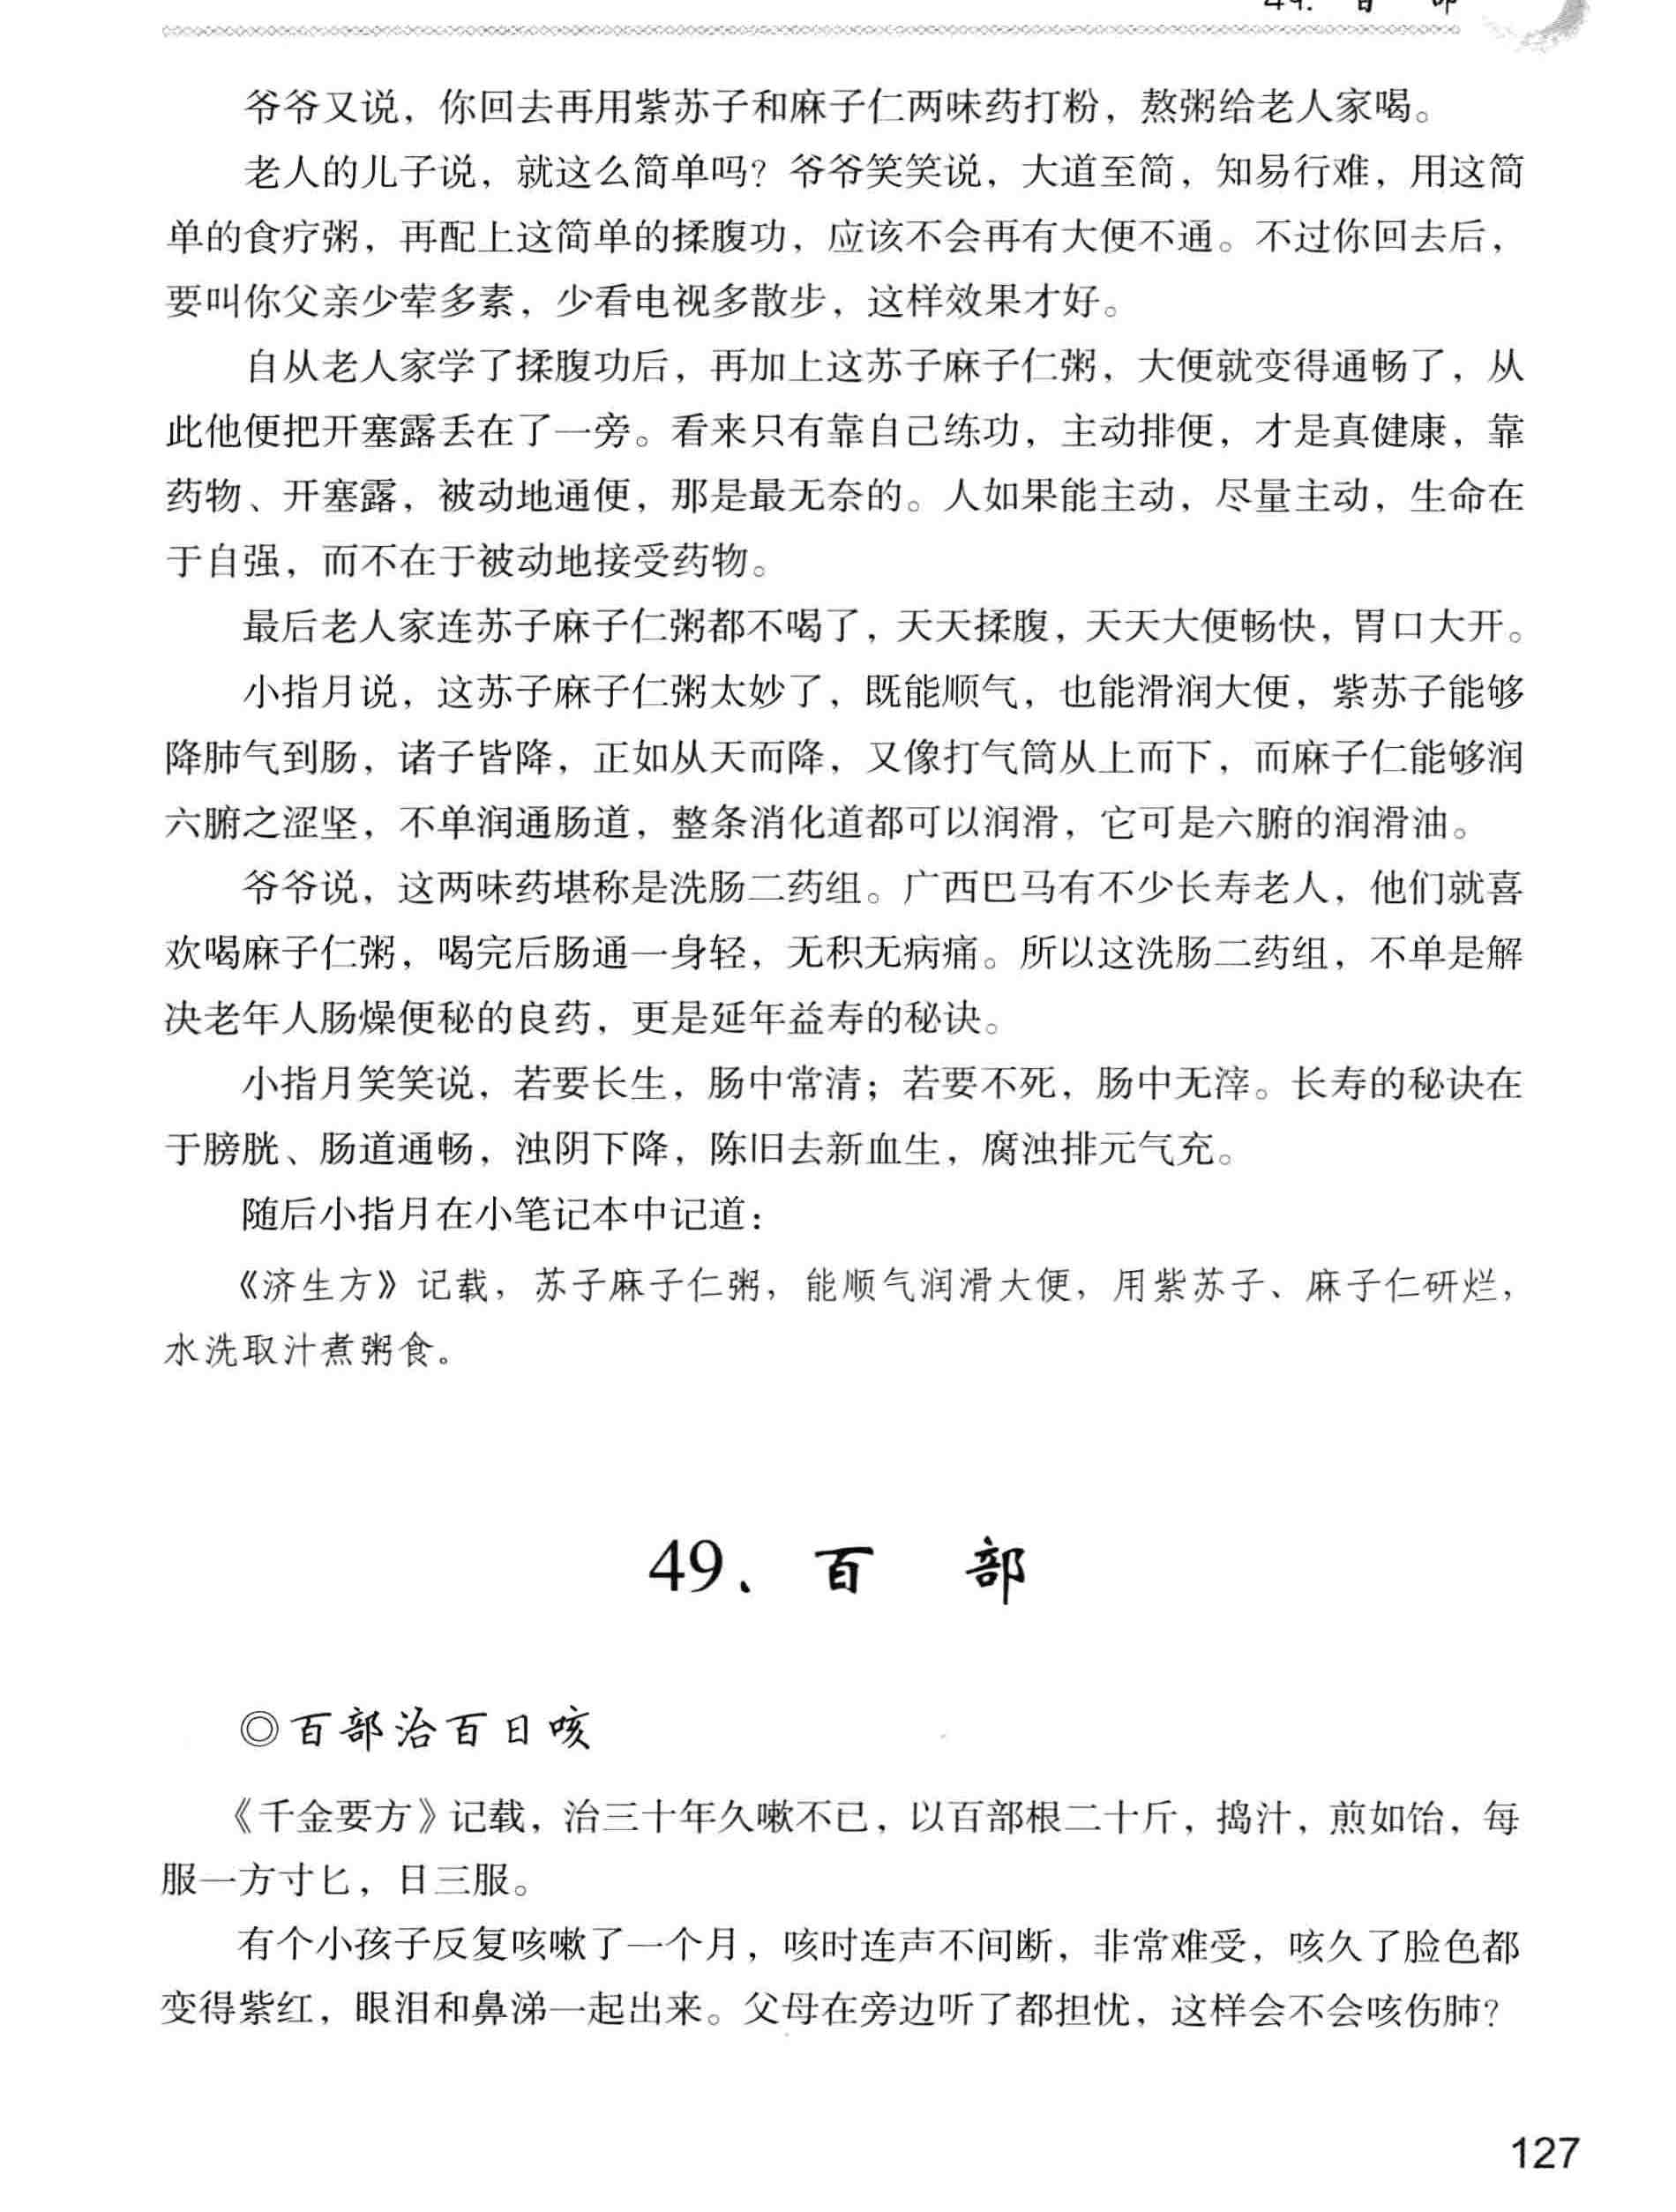 49. 百 部
爷爷又说，你回去再用紫苏子和麻子仁两味药打粉，熬粥给老人家喝。
老人的儿子说，就这么简单吗？爷爷笑笑说，大道至简，知易行难，用这简
单的食疗粥，再配上这简单的揉腹功，应该不会再有大便不通。不过你回去后，
要叫你父亲少荤多素，少看电视多散步，这样效果才好。
自从老人家学了揉腹功后，再加上这苏子麻子仁粥，大便就变得通畅了，从
此他便把开塞露丢在了一旁。看来只有靠自己练功，主动排便，才是真健康，靠
药物、开塞露，被动地通便，那是最无奈的。人如果能主动，尽量主动，生命在
于自强，而不在于被动地接受药物。
最后老人家连苏子麻子仁粥都不喝了，天天揉腹，天天大便畅快，胃口大开。
小指月说，这苏子麻子仁粥太妙了，既能顺气，也能滑润大便，紫苏子能够
降肺气到肠，诸子皆降，正如从天而降，又像打气筒从上而下，而麻子仁能够润
六腑之涩坚，不单润通肠道，整条消化道都可以润滑，它可是六腑的润滑油。
爷爷说，这两味药堪称是洗肠二药组。广西巴马有不少长寿老人，他们就喜
欢喝麻子仁粥，喝完后肠通一身轻，无积无病痛。所以这洗肠二药组，不单是解
决老年人肠燥便秘的良药，更是延年益寿的秘诀。
小指月笑笑说，若要长生，肠中常清；若要不死，肠中无滓。长寿的秘诀在
于膀胱、肠道通畅，浊阴下降，陈旧去新血生，腐浊排元气充。
随后小指月在小笔记本中记道：
《济生方》记载，苏子麻子仁粥，能顺气润滑大便，用紫苏子、麻子仁研烂，
水洗取汁煮粥食。
49、百 部
◎百部治百日咳
《千金要方》记载，治三十年久嗽不已，以百部根二十斤，捣汁，煎如饴，每
服一方寸匕，日三服。
有个小孩子反复咳嗽了一个月，咳时连声不间断，非常难受，咳久了脸色都
变得紫红，眼泪和鼻涕一起出来。父母在旁边听了都担忧，这样会不会咳伤肺？
127